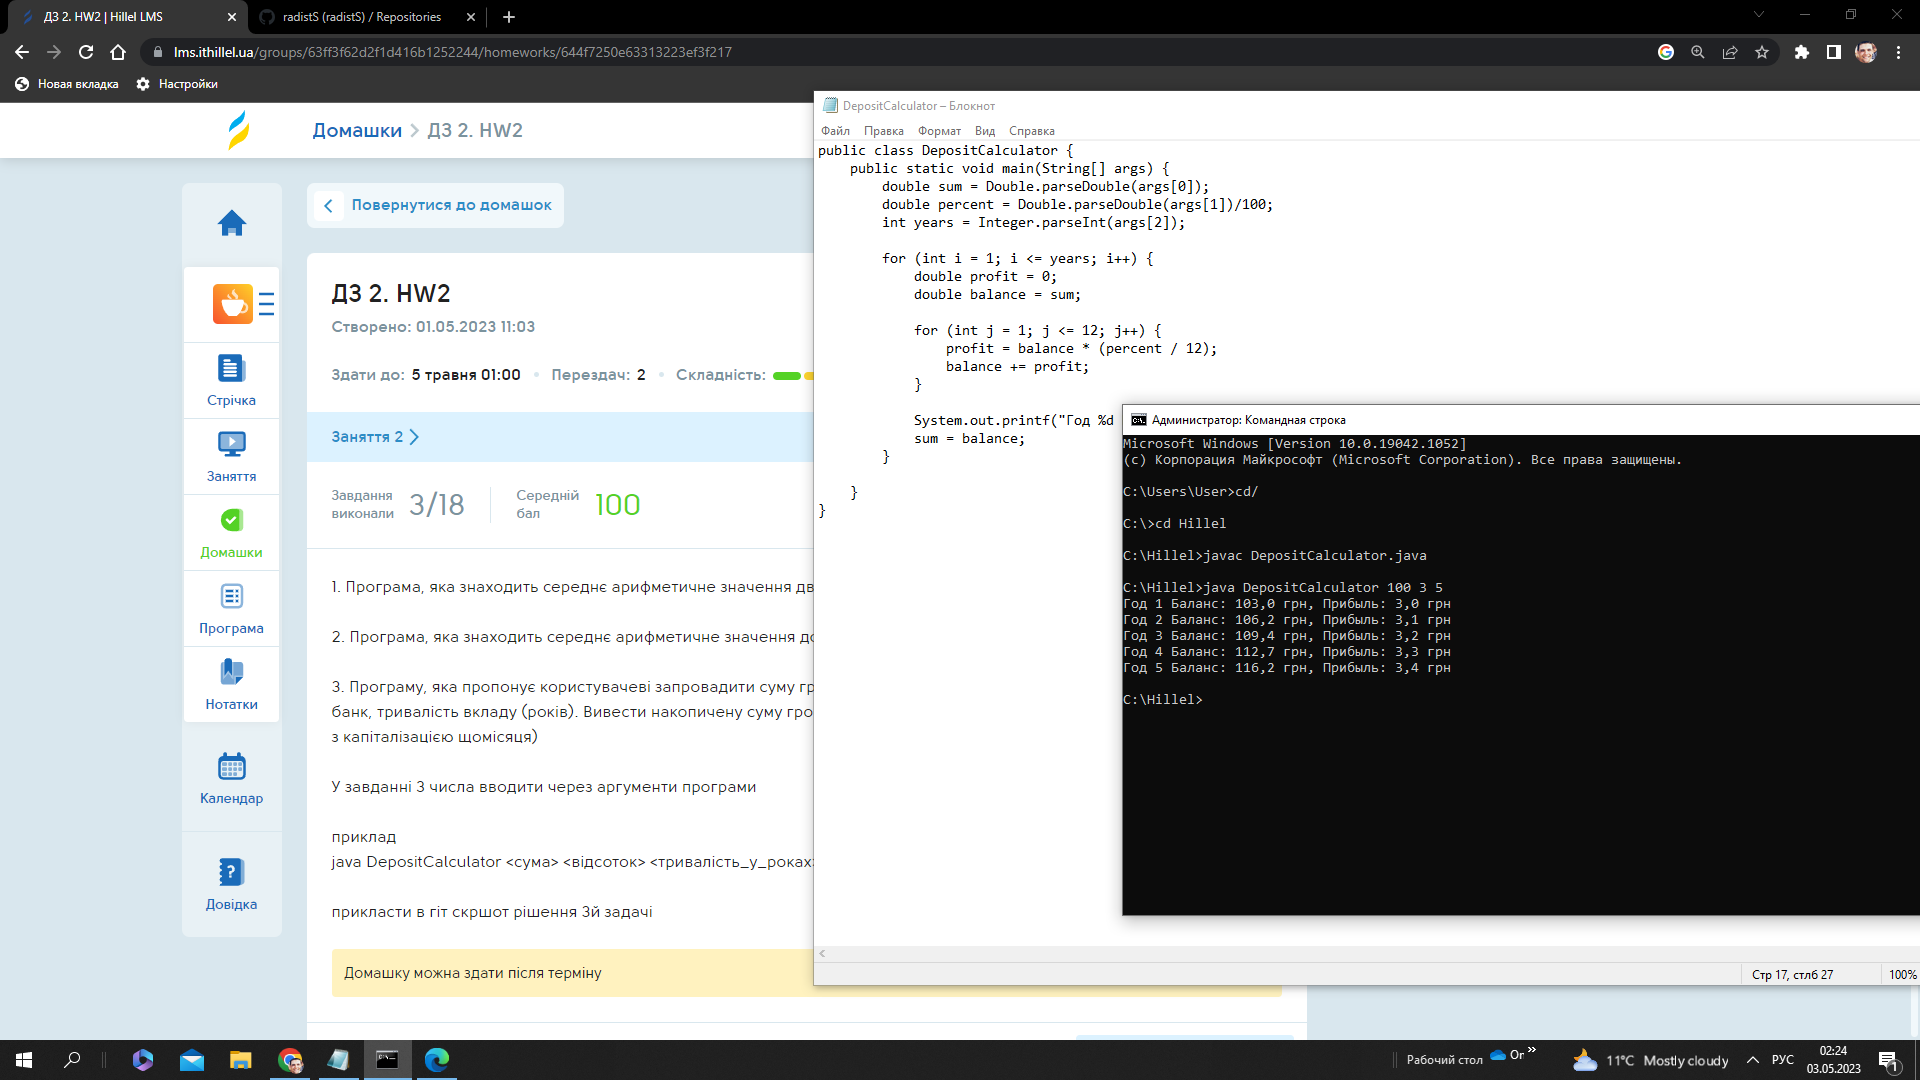 ДЗ 2. HW2 | Hillel LMS
radistS (radistS) / Repositories
lms.ithillel.ua/groups/63ff3f62d2f1d416b1252244/homeworks/644f7250e63313223ef3f217
Новая вкладка
Настройки
Домашки > ДЗ 2. HW2
Повернутися до домашок
Стрічка
Заняття
Домашки
Програма
Нотатки
Календар
Довідка
ДЗ 2. HW2
Створено: 01.05.2023 11:03
Здати до: 5 травня 01:00 • Перездач: 2 • Складність:
Заняття 2 >
Завдання виконали 3/18
Середній бал 100
1. Програма, яка знаходить середнє арифметичне значення дв
2. Програма, яка знаходить середнє арифметичне значення до
3. Програму, яка пропонує користувачеві запровадити суму гр
банк, тривалість вкладу (років). Вивести накопичену суму гро
з капіталізацією щомісяця)
У завданні 3 числа вводити через аргументи програми
приклад
java DepositCalculator <сума> <відсоток> <тривалість_у_роках>
прикласти в гіт скршот рішення 3й задачі
Домашку можна здати після терміну
DepositCalculator – Блокнот
Файл Правка Формат Вид Справка
public class DepositCalculator {
    public static void main(String[] args) {
        double sum = Double.parseDouble(args[0]);
        double percent = Double.parseDouble(args[1])/100;
        int years = Integer.parseInt(args[2]);
        for (int i = 1; i <= years; i++) {
            double profit = 0;
            double balance = sum;
            for (int j = 1; j <= 12; j++) {
                profit = balance * (percent / 12);
                balance += profit;
            }
            System.out.printf("Год %d
            sum = balance;
        }
    }
}
Стр 17, стлб 27
100%
Администратор: Командная строка
Microsoft Windows [Version 10.0.19042.1052]
(c) Корпорация Майкрософт (Microsoft Corporation). Все права защищены.
C:\Users\User>cd/
C:\>cd Hillel
C:\Hillel>javac DepositCalculator.java
C:\Hillel>java DepositCalculator 100 3 5
Год 1 Баланс: 103,0 грн, Прибыль: 3,0 грн
Год 2 Баланс: 106,2 грн, Прибыль: 3,1 грн
Год 3 Баланс: 109,4 грн, Прибыль: 3,2 грн
Год 4 Баланс: 112,7 грн, Прибыль: 3,3 грн
Год 5 Баланс: 116,2 грн, Прибыль: 3,4 грн
C:\Hillel>
Рабочий стол
On
»
11°C Mostly cloudy
РУС
02:24
03.05.2023
1